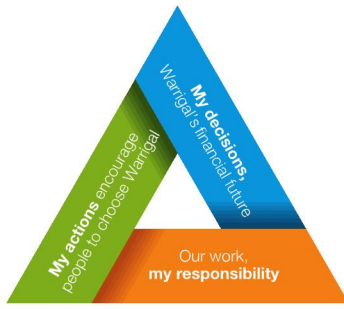 My decisions,
Warrigal's financial future
My actions encourage
people to choose Warrigal
Our work,
my responsibility